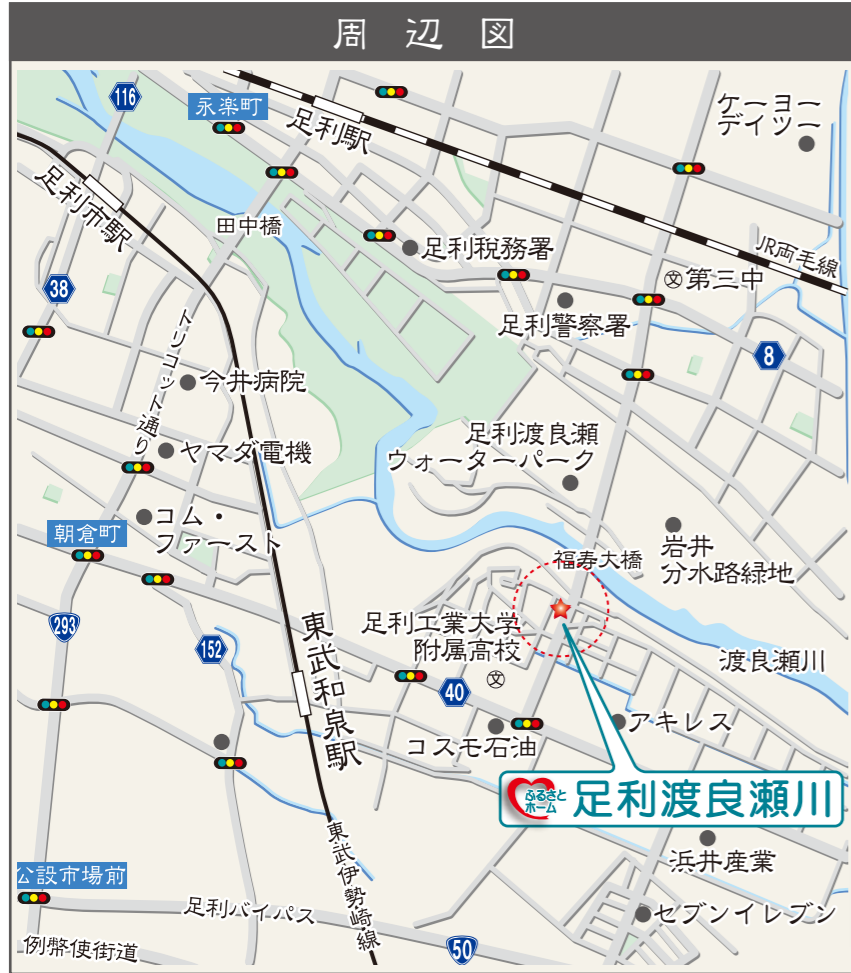 周辺図
116
永楽町
足利駅
ケーヨー
デイツー
足利市駅
田中橋
足利税務署
JR両毛線
38
文
第三中
足利警察署
8
トリコット通り
今井病院
足利渡良瀬
ウォーターパーク
ヤマダ電機
コム・
ファースト
朝倉町
福寿大橋
岩井
分水路緑地
293
152
東武和泉駅
足利工業大学
附属高校
文
40
渡良瀬川
コスモ石油
アキレス
ふるさと
ホーム
足利渡良瀬川
東武伊勢崎線
浜井産業
公設市場前
足利バイパス
セブンイレブン
例幣使街道
50